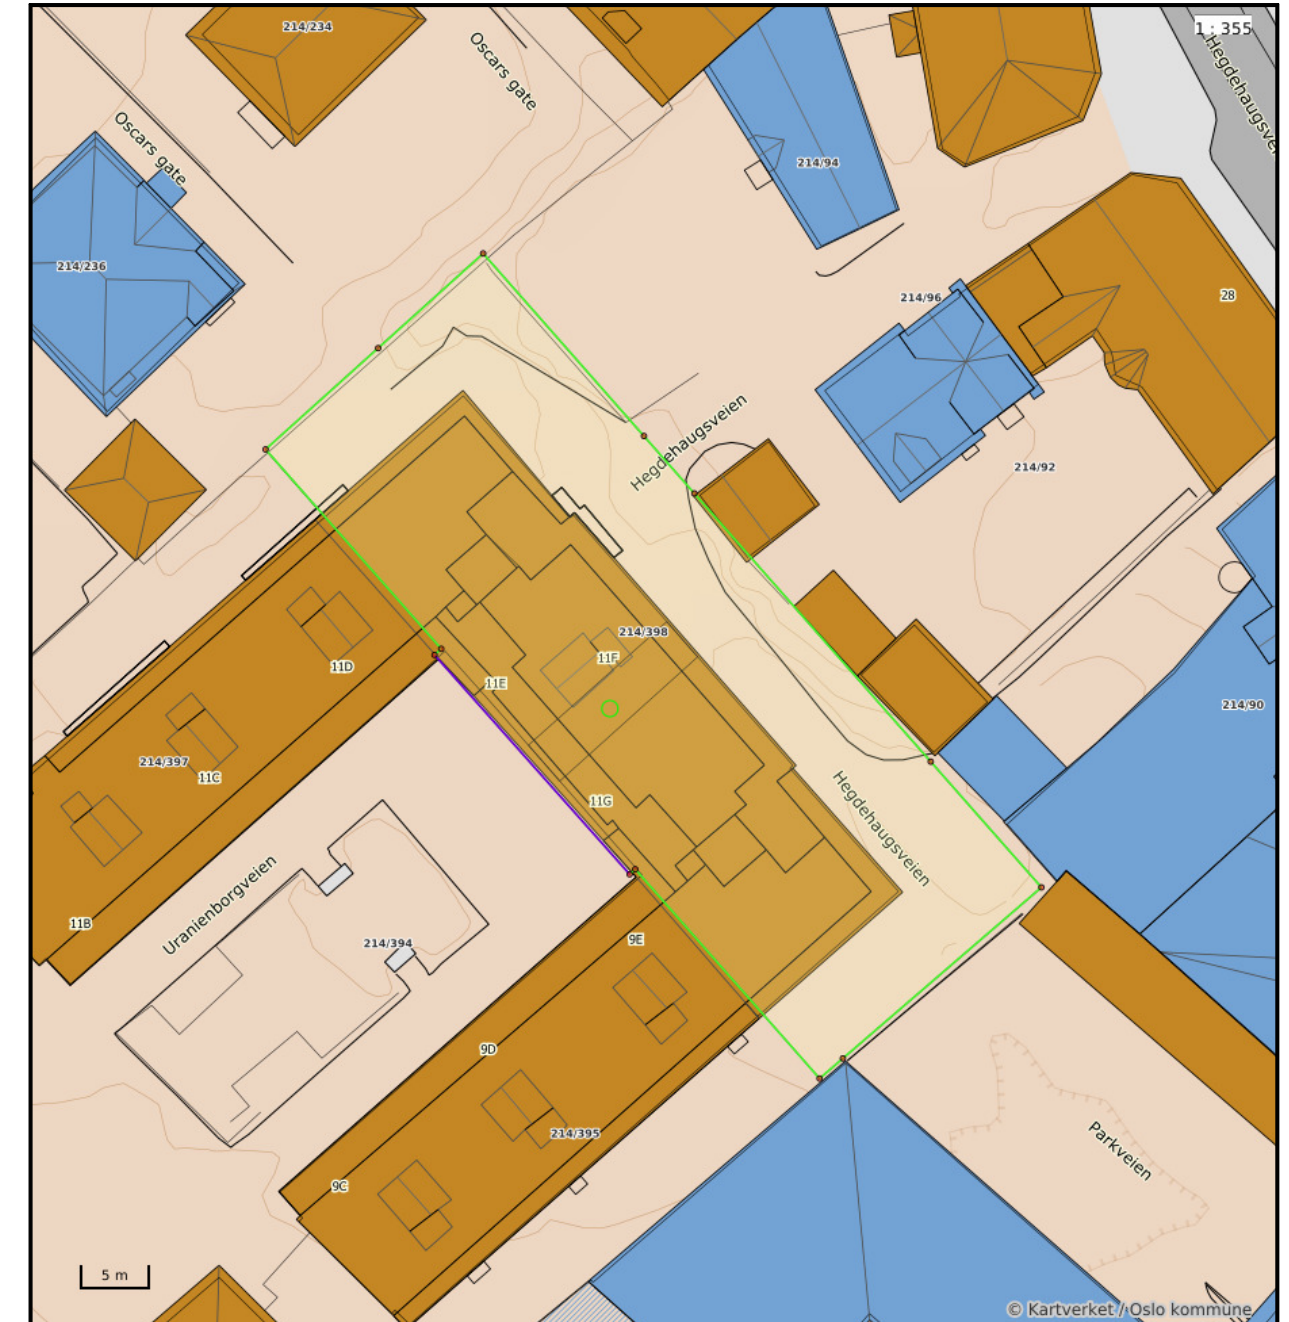 214/234
1 : 355
Oscars gate
Hegdehaugsvei
Oscars gate
214/94
214/236
214/96
28
Hegdehaugsveien
214/92
214/398
11F
11D
11E
214/90
214/397
11C
11G
Hegdehaugsveien
Uranienborgveien
11B
9E
214/394
9D
214/395
Parkveien
9C
5 m
© Kartverket / Oslo kommune